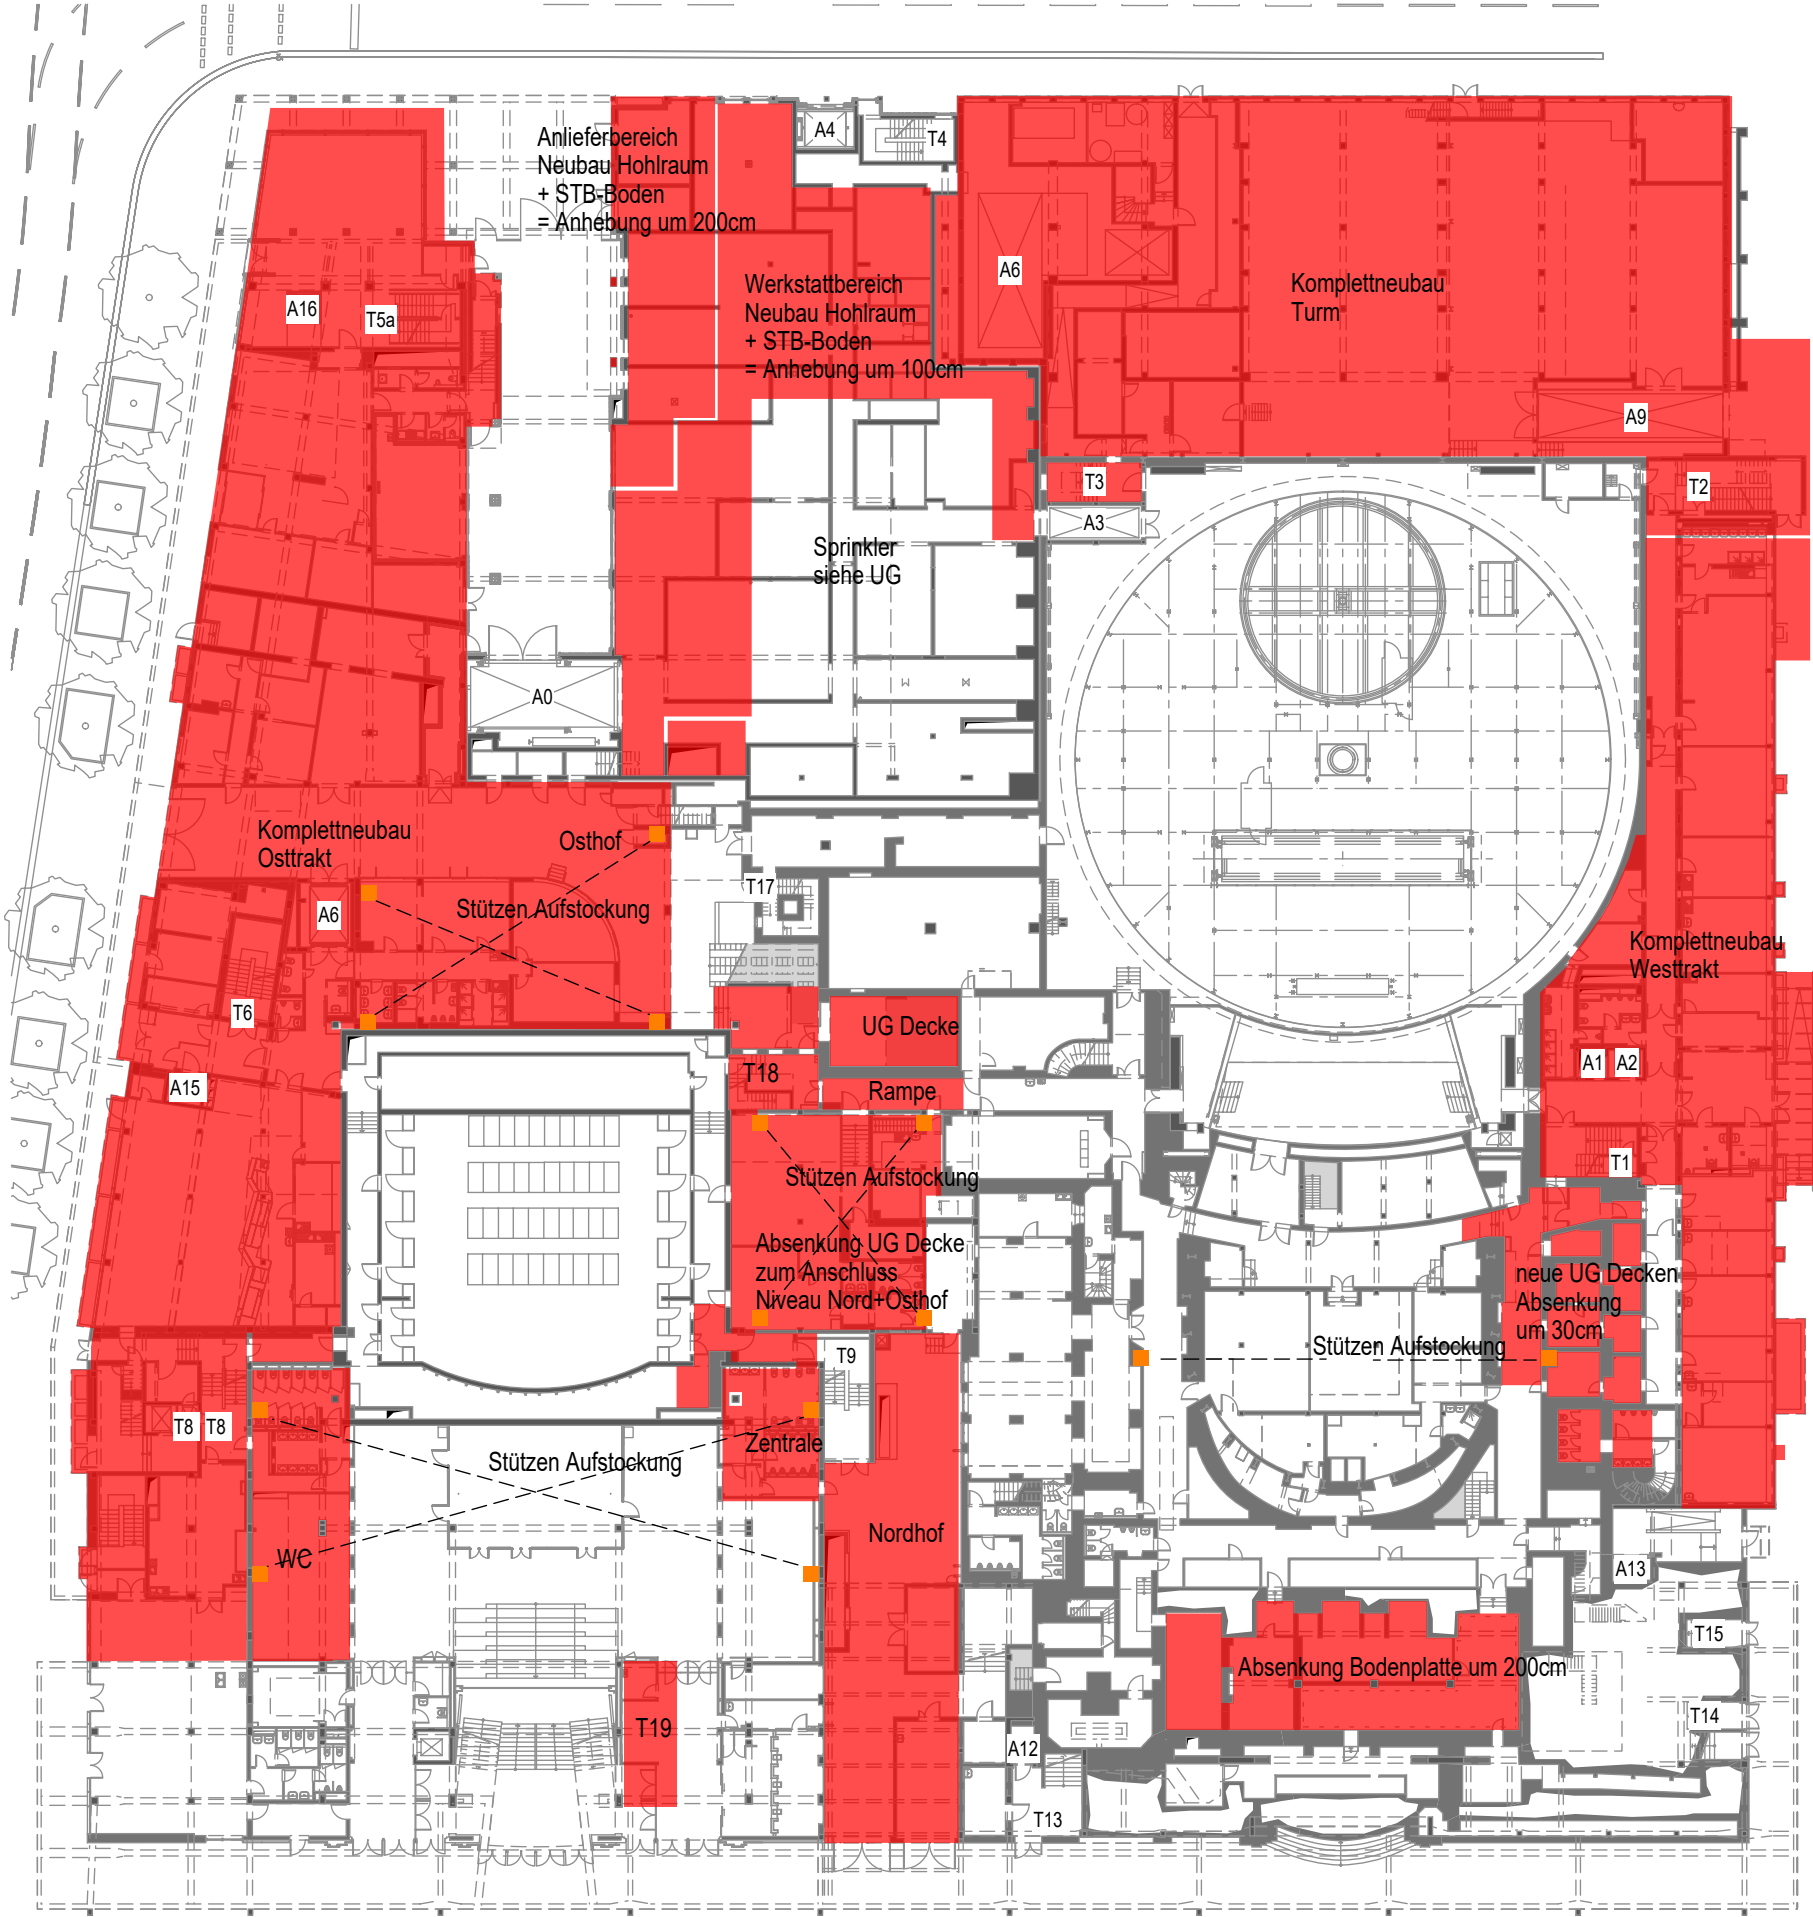 A4
T4
Anlieferbereich
Neubau Hohlraum
+ STB-Boden
= Anhebung um 200cm
A16
T5a
Werkstattbereich
Neubau Hohlraum
+ STB-Boden
= Anhebung um 100cm
A6
Komplettneubau
Turm
A9
T3
T2
A3
Sprinkler
siehe UG
A0
Komplettneubau
Osttrakt
Osthof
Stützen Aufstockung
A6
T17
T6
Komplettneubau
Westtrakt
UG Decke
A15
T18
Rampe
A1
A2
T1
Stützen Aufstockung
Absenkung UG Decke
zum Anschluss
Niveau Nord+Osthof
neue UG Decken
Absenkung
um 30cm
Stützen Aufstockung
T9
T8
T8
Zentrale
Stützen Aufstockung
WC
Nordhof
A13
T15
Absenkung Bodenplatte um 200cm
T19
T14
A12
T13